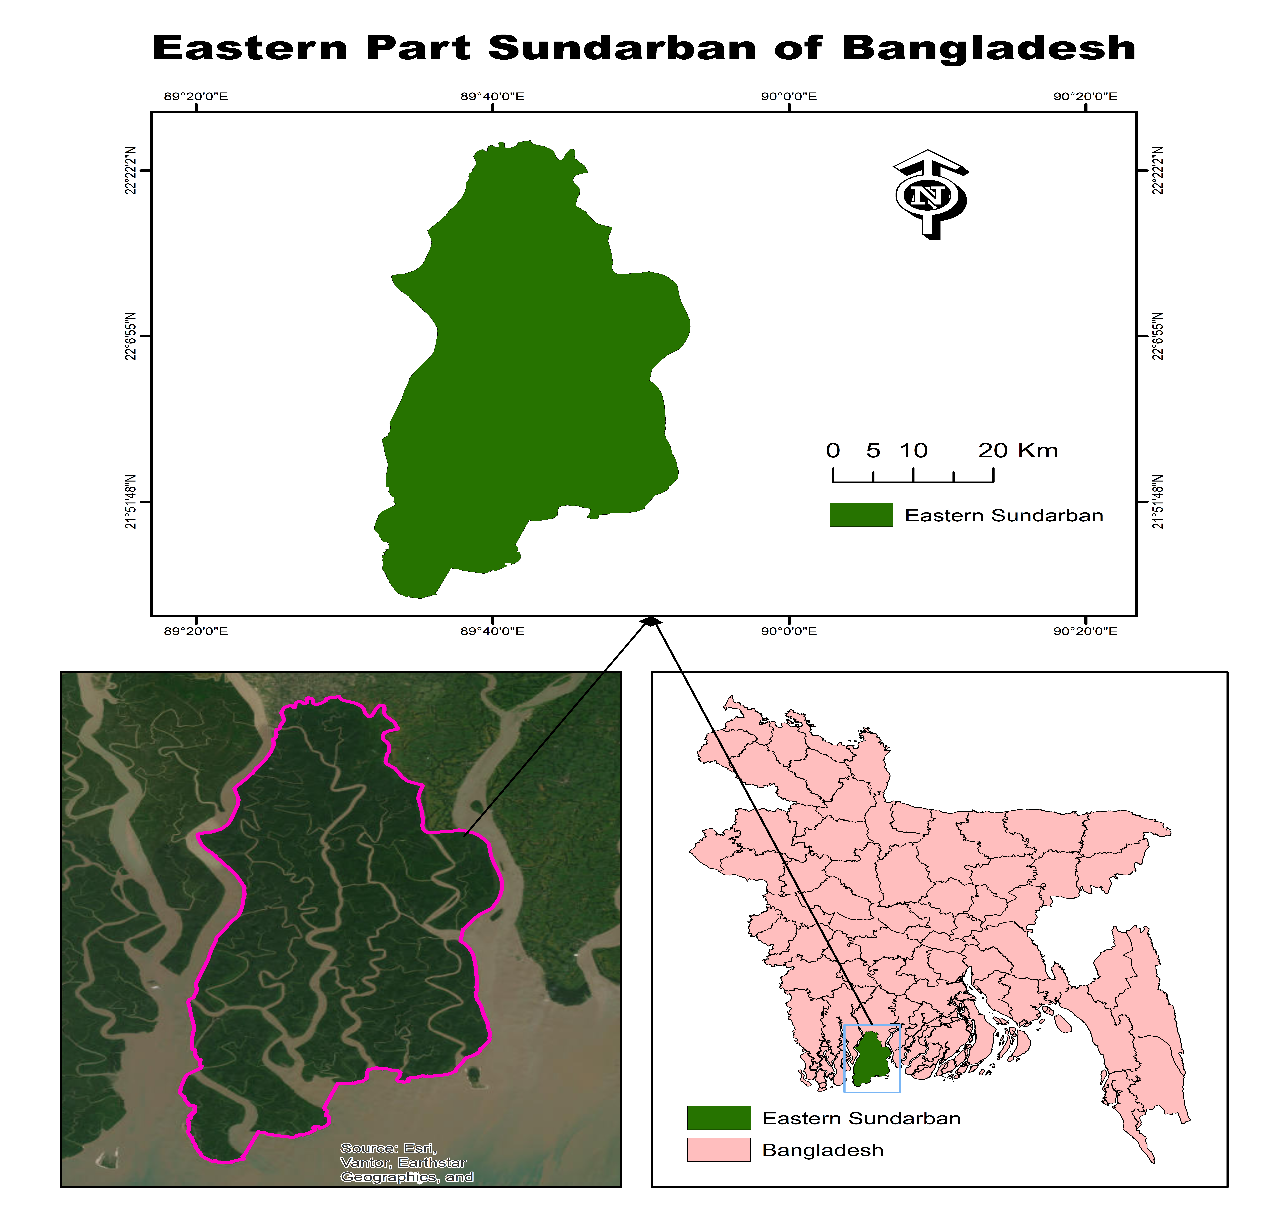 Eastern Part Sundarban of Bangladesh
89°20'0"E 89°40'0"E 90°0'0"E 90°20'0"E
22°22'2"N 22°22'2"N
N
22°6'55"N 22°6'55"N
0 5 10 20 Km
21°51'48"N 21°51'48"N
Eastern Sundarban
89°20'0"E 89°40'0"E 90°0'0"E 90°20'0"E
Eastern Sundarban
Bangladesh
Source: Esri,
Vantor, Earthstar
Geographics, and